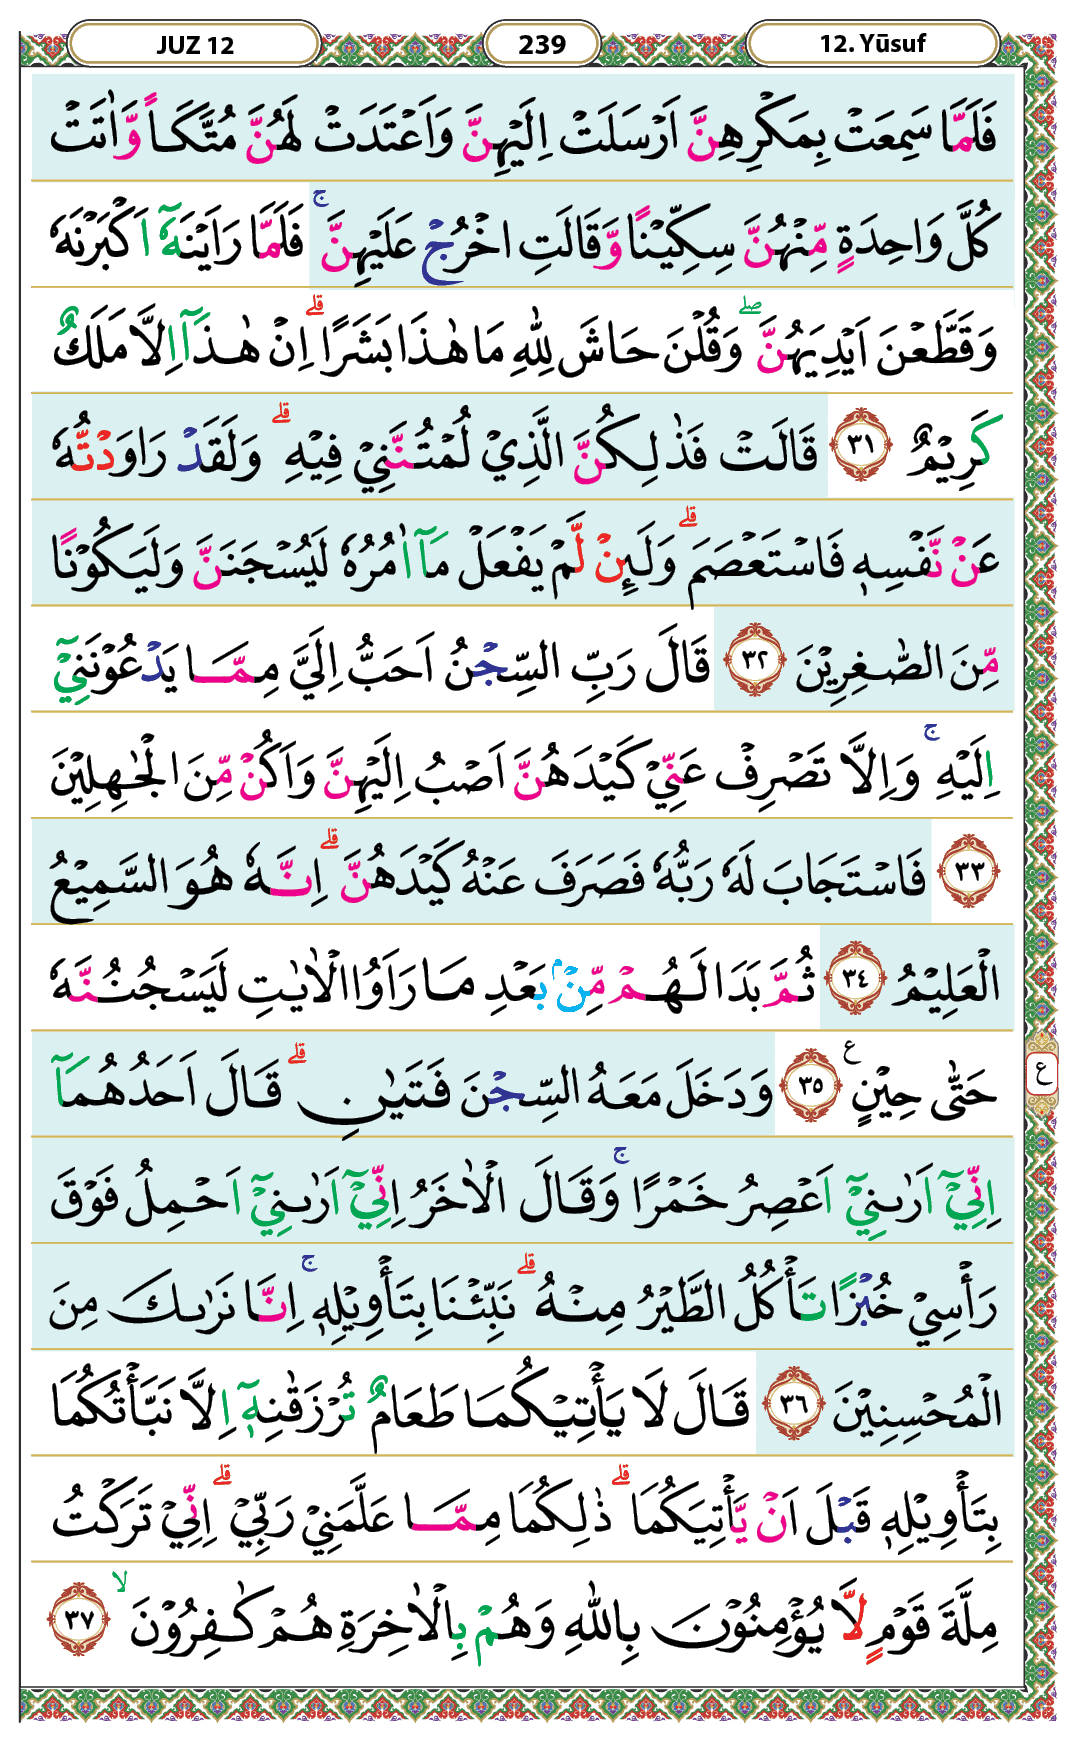 JUZ 12 239 12. Yūsuf
فَلَمَّا سَمِعَتْ بِمَكْرِهِنَّ اَرْسَلَتْ اِلَيْهِنَّ وَاَعْتَدَتْ لَهُنَّ مُتَّكَاً وَّاٰتَتْ
كُلَّ وَاحِدَةٍ مِّنْهُنَّ سِكِّيْنًا وَّقَالَتِ اخْرُجْ عَلَيْهِنَّ ۚ فَلَمَّا رَاَيْنَهٗٓ اَكْبَرْنَهٗ
وَقَطَّعْنَ اَيْدِيَهُنَّ ۖ وَقُلْنَ حَاشَ لِلّٰهِ مَا هٰذَا بَشَرًا ۗ اِنْ هٰذَآ اِلَّا مَلَكٌ
كَرِيْمٌ ٣١ قَالَتْ فَذٰلِكُنَّ الَّذِيْ لُمْتُنَّنِيْ فِيْهِ ۗ وَلَقَدْ رَاوَدْتُّهٗ
عَنْ نَّفْسِهٖ فَاسْتَعْصَمَ ۗ وَلَىِٕنْ لَّمْ يَفْعَلْ مَآ اٰمُرُهٗ لَيُسْجَنَنَّ وَلَيَكُوْنًا
مِّنَ الصّٰغِرِيْنَ ٣٢ قَالَ رَبِّ السِّجْنُ اَحَبُّ اِلَيَّ مِمَّا يَدْعُوْنَنِيْٓ
اِلَيْهِ ۚ وَاِلَّا تَصْرِفْ عَنِّيْ كَيْدَهُنَّ اَصْبُ اِلَيْهِنَّ وَاَكُنْ مِّنَ الْجٰهِلِيْنَ
٣٣ فَاسْتَجَابَ لَهٗ رَبُّهٗ فَصَرَفَ عَنْهُ كَيْدَهُنَّ ۗ اِنَّهٗ هُوَ السَّمِيْعُ
الْعَلِيْمُ ٣٤ ثُمَّ بَدَا لَهُمْ مِّنْۢ بَعْدِ مَا رَاَوُا الْاٰيٰتِ لَيَسْجُنُنَّهٗ
حَتّٰى حِيْنٍ ع ٣٥ وَدَخَلَ مَعَهُ السِّجْنَ فَتَيٰنِ ۗ قَالَ اَحَدُهُمَآ
ع
اِنِّيْٓ اَرٰىنِيْٓ اَعْصِرُ خَمْرًا ۚ وَقَالَ الْاٰخَرُ اِنِّيْٓ اَرٰىنِيْٓ اَحْمِلُ فَوْقَ
رَأْسِيْ خُبْزًا تَأْكُلُ الطَّيْرُ مِنْهُ ۗ نَبِّئْنَا بِتَأْوِيْلِهٖ ۚ اِنَّا نَرٰىكَ مِنَ
الْمُحْسِنِيْنَ ٣٦ قَالَ لَا يَأْتِيْكُمَا طَعَامٌ تُرْزَقٰنِهٖٓ اِلَّا نَبَّأْتُكُمَا
بِتَأْوِيْلِهٖ قَبْلَ اَنْ يَّأْتِيَكُمَا ۗ ذٰلِكُمَا مِمَّا عَلَّمَنِيْ رَبِّيْ ۗ اِنِّيْ تَرَكْتُ
مِلَّةَ قَوْمٍ لَّا يُؤْمِنُوْنَ بِاللّٰهِ وَهُمْ بِالْاٰخِرَةِ هُمْ كٰفِرُوْنَ ۙ ٣٧